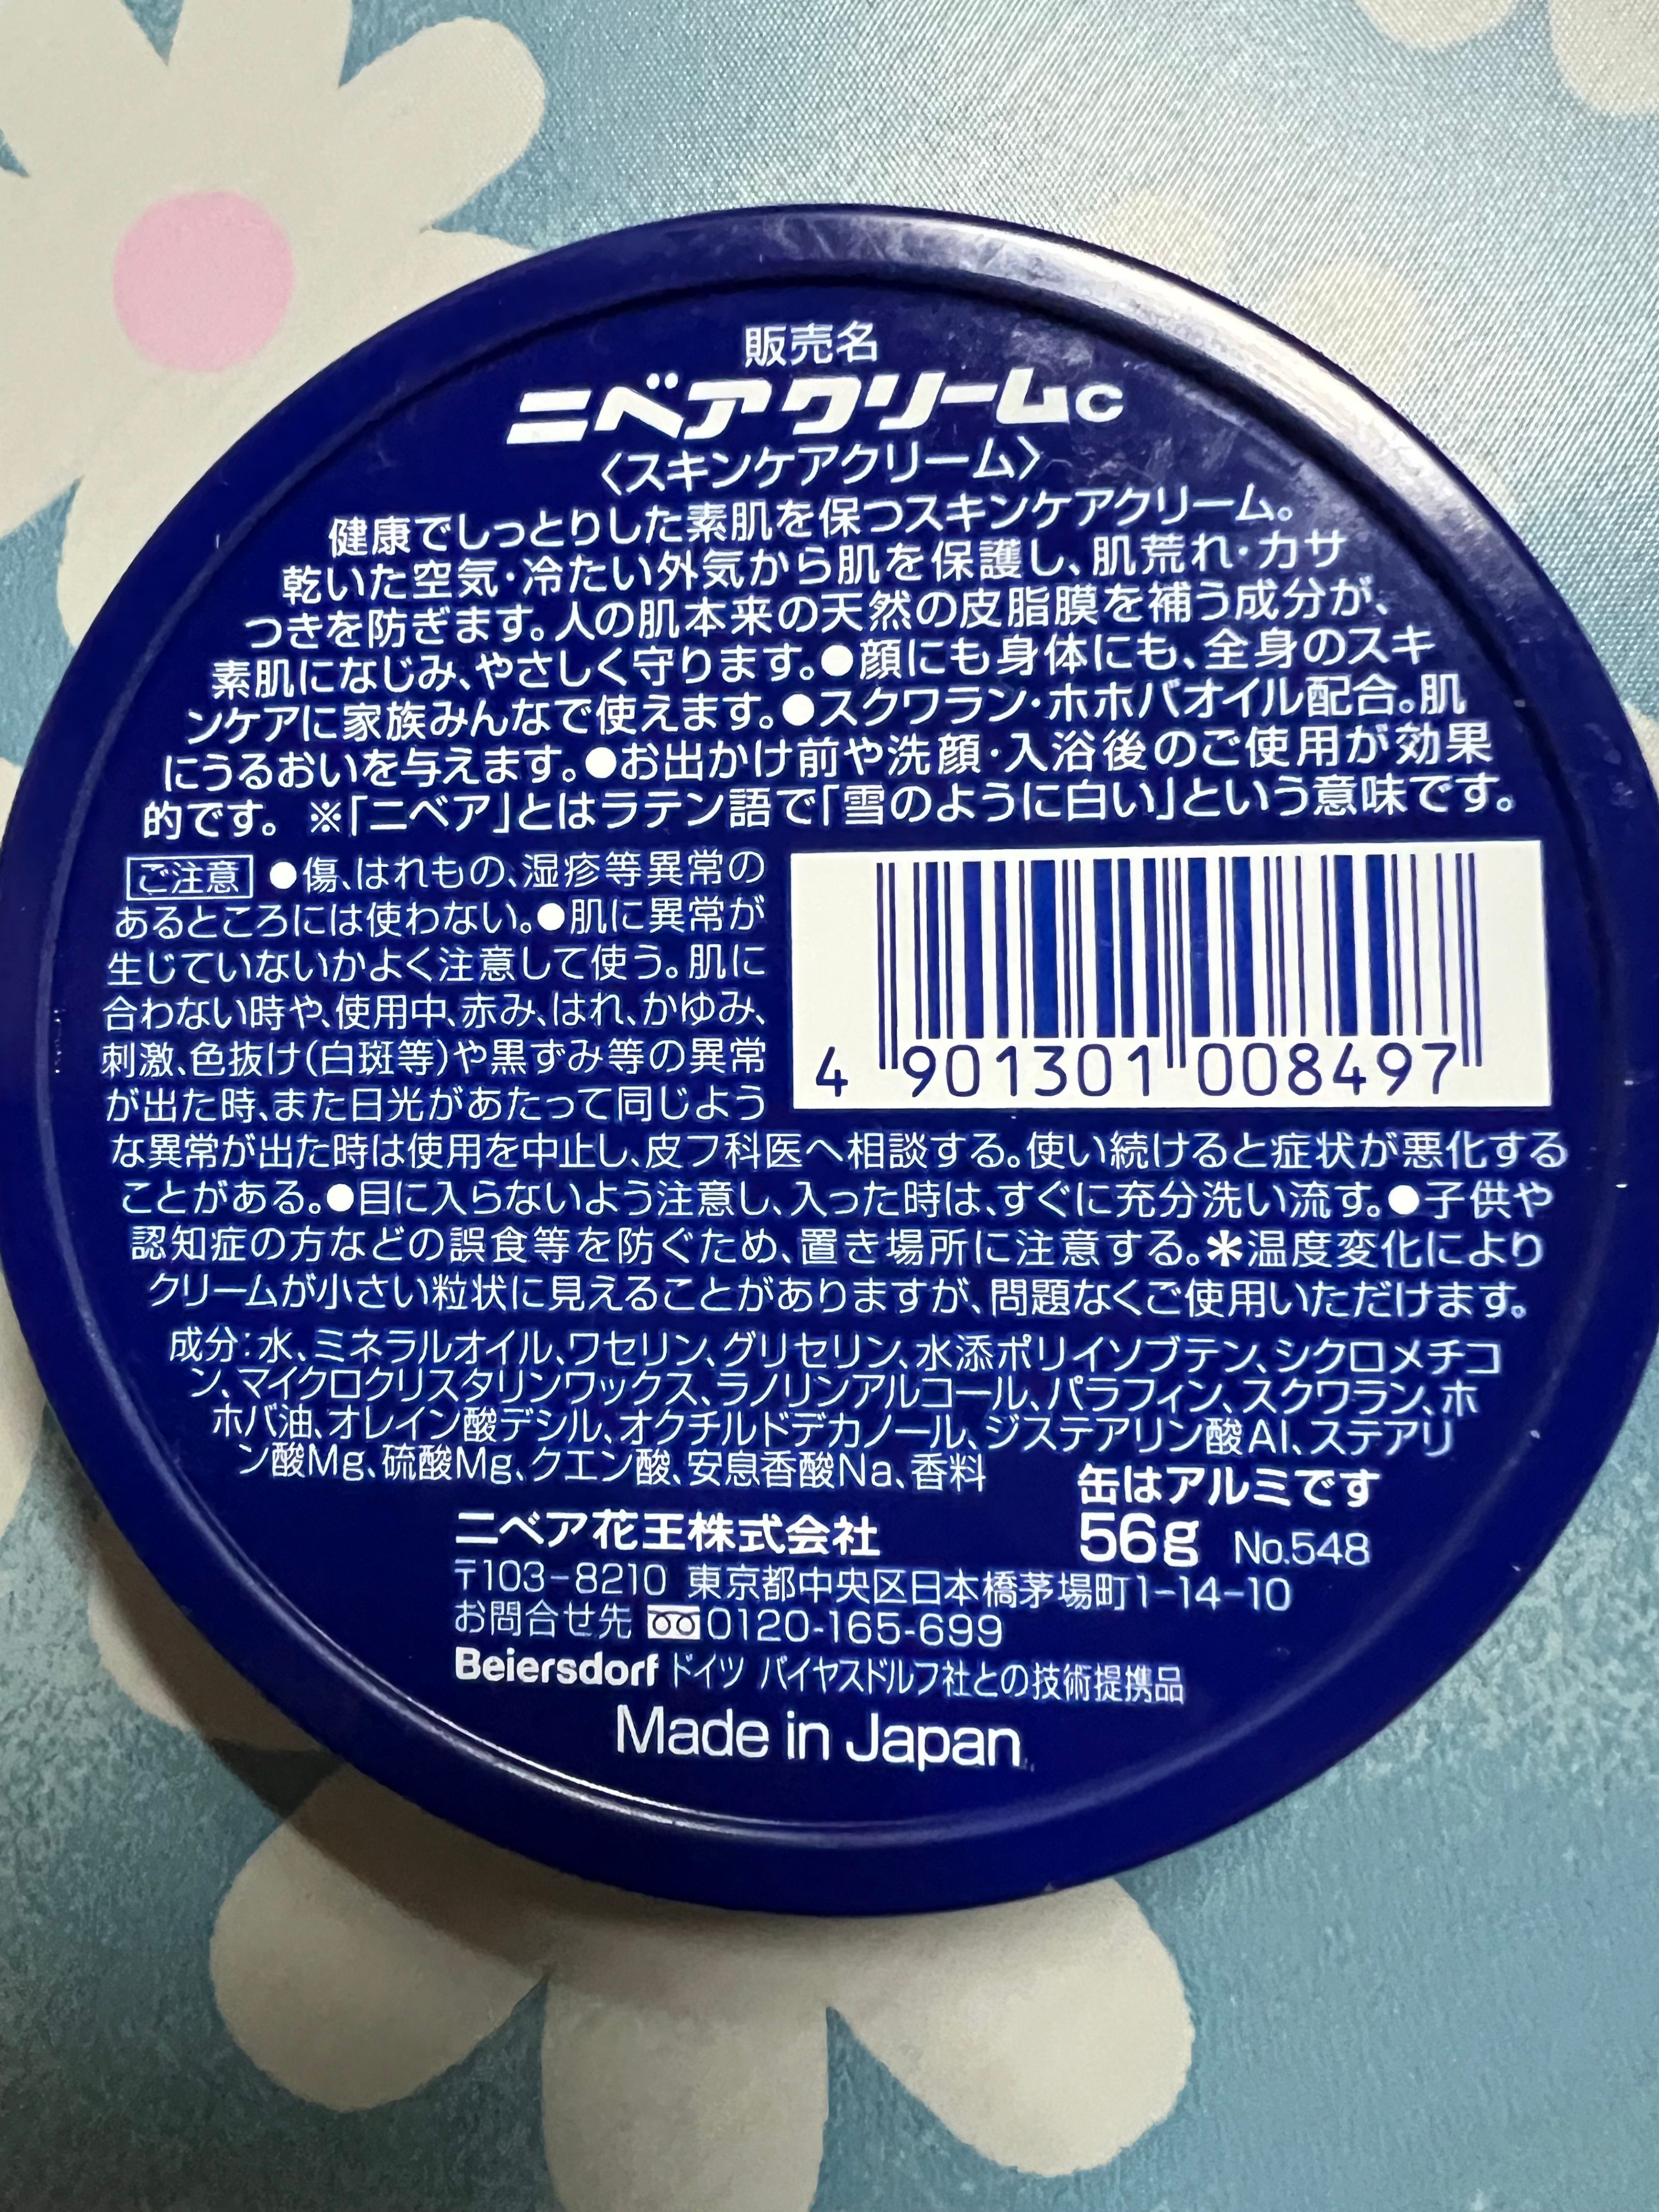 販売名
ニベアクリームc
〈スキンケアクリーム〉
健康でしっとりした素肌を保つスキンケアクリーム。
乾いた空気・冷たい外気から肌を保護し、肌荒れ・カサ
つきを防ぎます。人の肌本来の天然の皮脂膜を補う成分が、
素肌になじみ、やさしく守ります。●顔にも身体にも、全身のスキ
ンケアに家族みんなで使えます。●スクワラン・ホホバオイル配合。肌
にうるおいを与えます。●お出かけ前や洗顔・入浴後のご使用が効果
的です。 ※「ニベア」とはラテン語で「雪のように白い」という意味です。
ご注意 ●傷、はれもの、湿疹等異常の
あるところには使わない。●肌に異常が
生じていないかよく注意して使う。肌に
合わない時や、使用中、赤み、はれ、かゆみ、
刺激、色抜け(白斑等)や黒ずみ等の異常
が出た時、また日光があたって同じよう
な異常が出た時は使用を中止し、皮フ科医へ相談する。使い続けると症状が悪化する
ことがある。●目に入らないよう注意し、入った時は、すぐに充分洗い流す。●子供や
認知症の方などの誤食等を防ぐため、置き場所に注意する。＊温度変化により
クリームが小さい粒状に見えることがありますが、問題なくご使用いただけます。
4 901301 008497
成分：水、ミネラルオイル、ワセリン、グリセリン、水添ポリイソブテン、シクロメチコ
ン、マイクロクリスタリンワックス、ラノリンアルコール、パラフィン、スクワラン、ホ
ホバ油、オレイン酸デシル、オクチルドデカノール、ジステアリン酸Al、ステアリ
ン酸Mg、硫酸Mg、クエン酸、安息香酸Na、香料
缶はアルミです
56g No.548
ニベア花王株式会社
〒103-8210 東京都中央区日本橋茅場町1-14-10
お問合せ先 0120-165-699
Beiersdorf ドイツ バイヤスドルフ社との技術提携品
Made in Japan